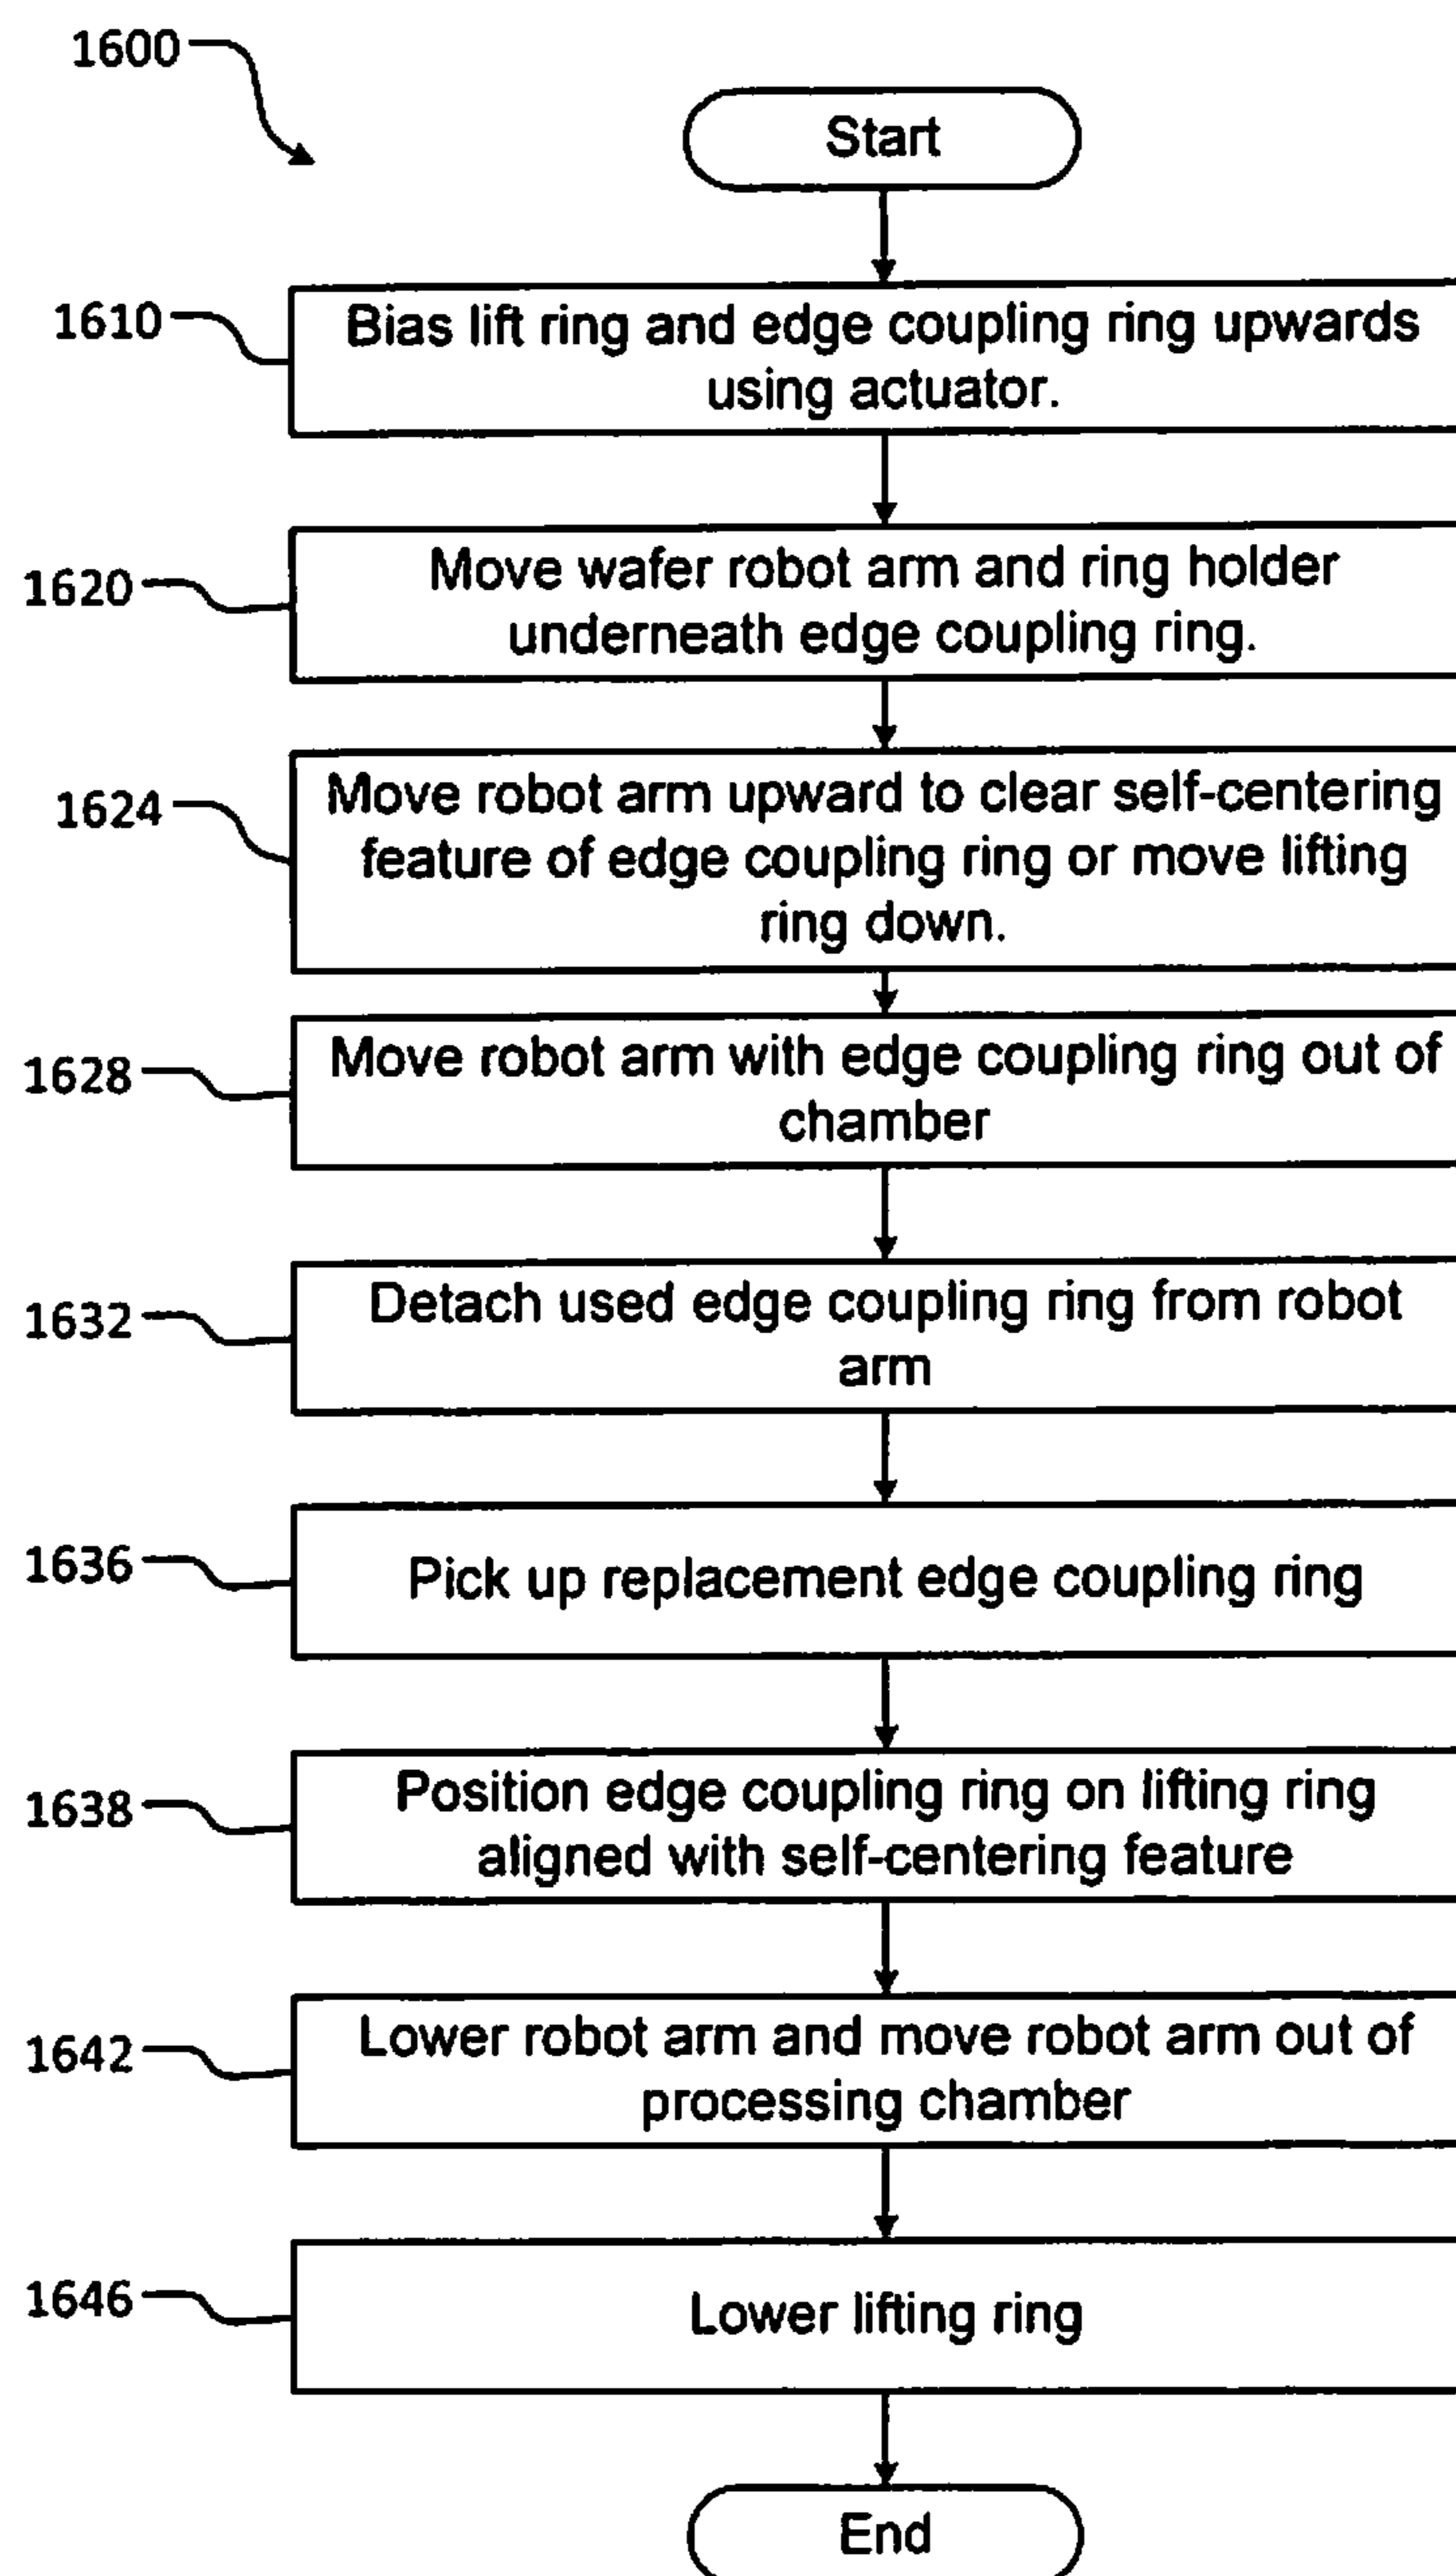 1600
Start
1610
Bias lift ring and edge coupling ring upwards
using actuator.
1620
Move wafer robot arm and ring holder
underneath edge coupling ring.
1624
Move robot arm upward to clear self-centering
feature of edge coupling ring or move lifting
ring down.
1628
Move robot arm with edge coupling ring out of
chamber
1632
Detach used edge coupling ring from robot
arm
1636
Pick up replacement edge coupling ring
1638
Position edge coupling ring on lifting ring
aligned with self-centering feature
1642
Lower robot arm and move robot arm out of
processing chamber
1646
Lower lifting ring
End